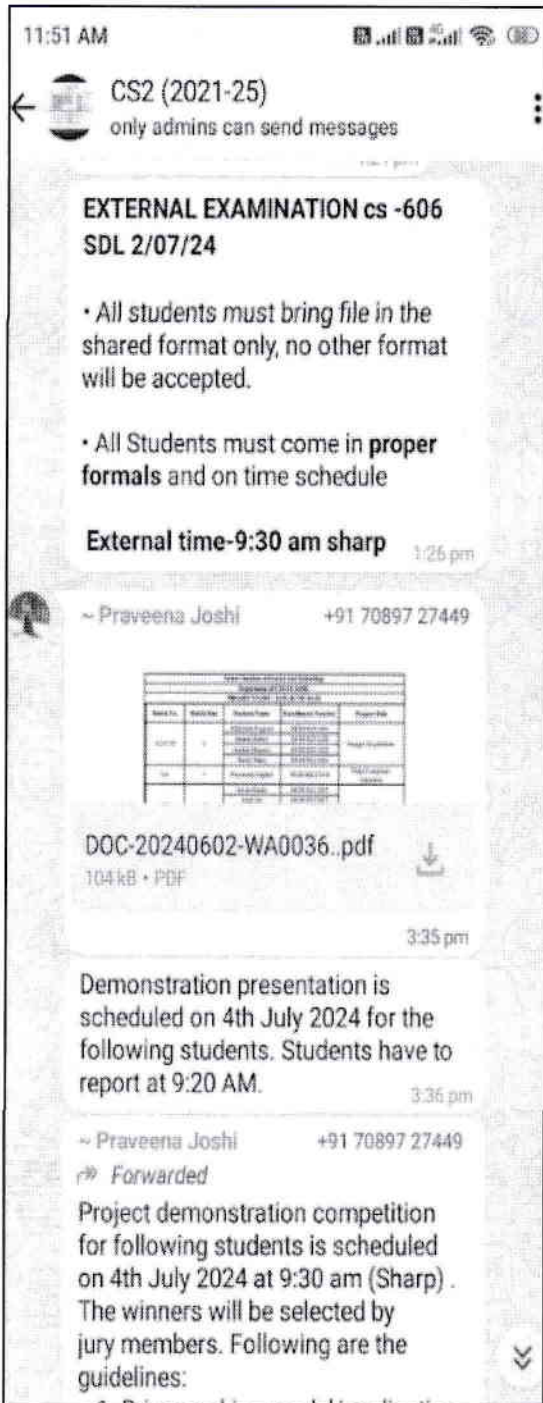 11:51 AM
CS2 (2021-25)
only admins can send messages
EXTERNAL EXAMINATION cs -606
SDL 2/07/24
• All students must bring file in the
shared format only, no other format
will be accepted.
• All Students must come in proper
formals and on time schedule
External time-9:30 am sharp
1:26 pm
~ Praveena Joshi +91 70897 27449
DOC-20240602-WA0036..pdf
104 kB • PDF
3:35 pm
Demonstration presentation is
scheduled on 4th July 2024 for the
following students. Students have to
report at 9:20 AM.
3:36 pm
~ Praveena Joshi +91 70897 27449
Forwarded
Project demonstration competition
for following students is scheduled
on 4th July 2024 at 9:30 am (Sharp) .
The winners will be selected by
jury members. Following are the
guidelines: